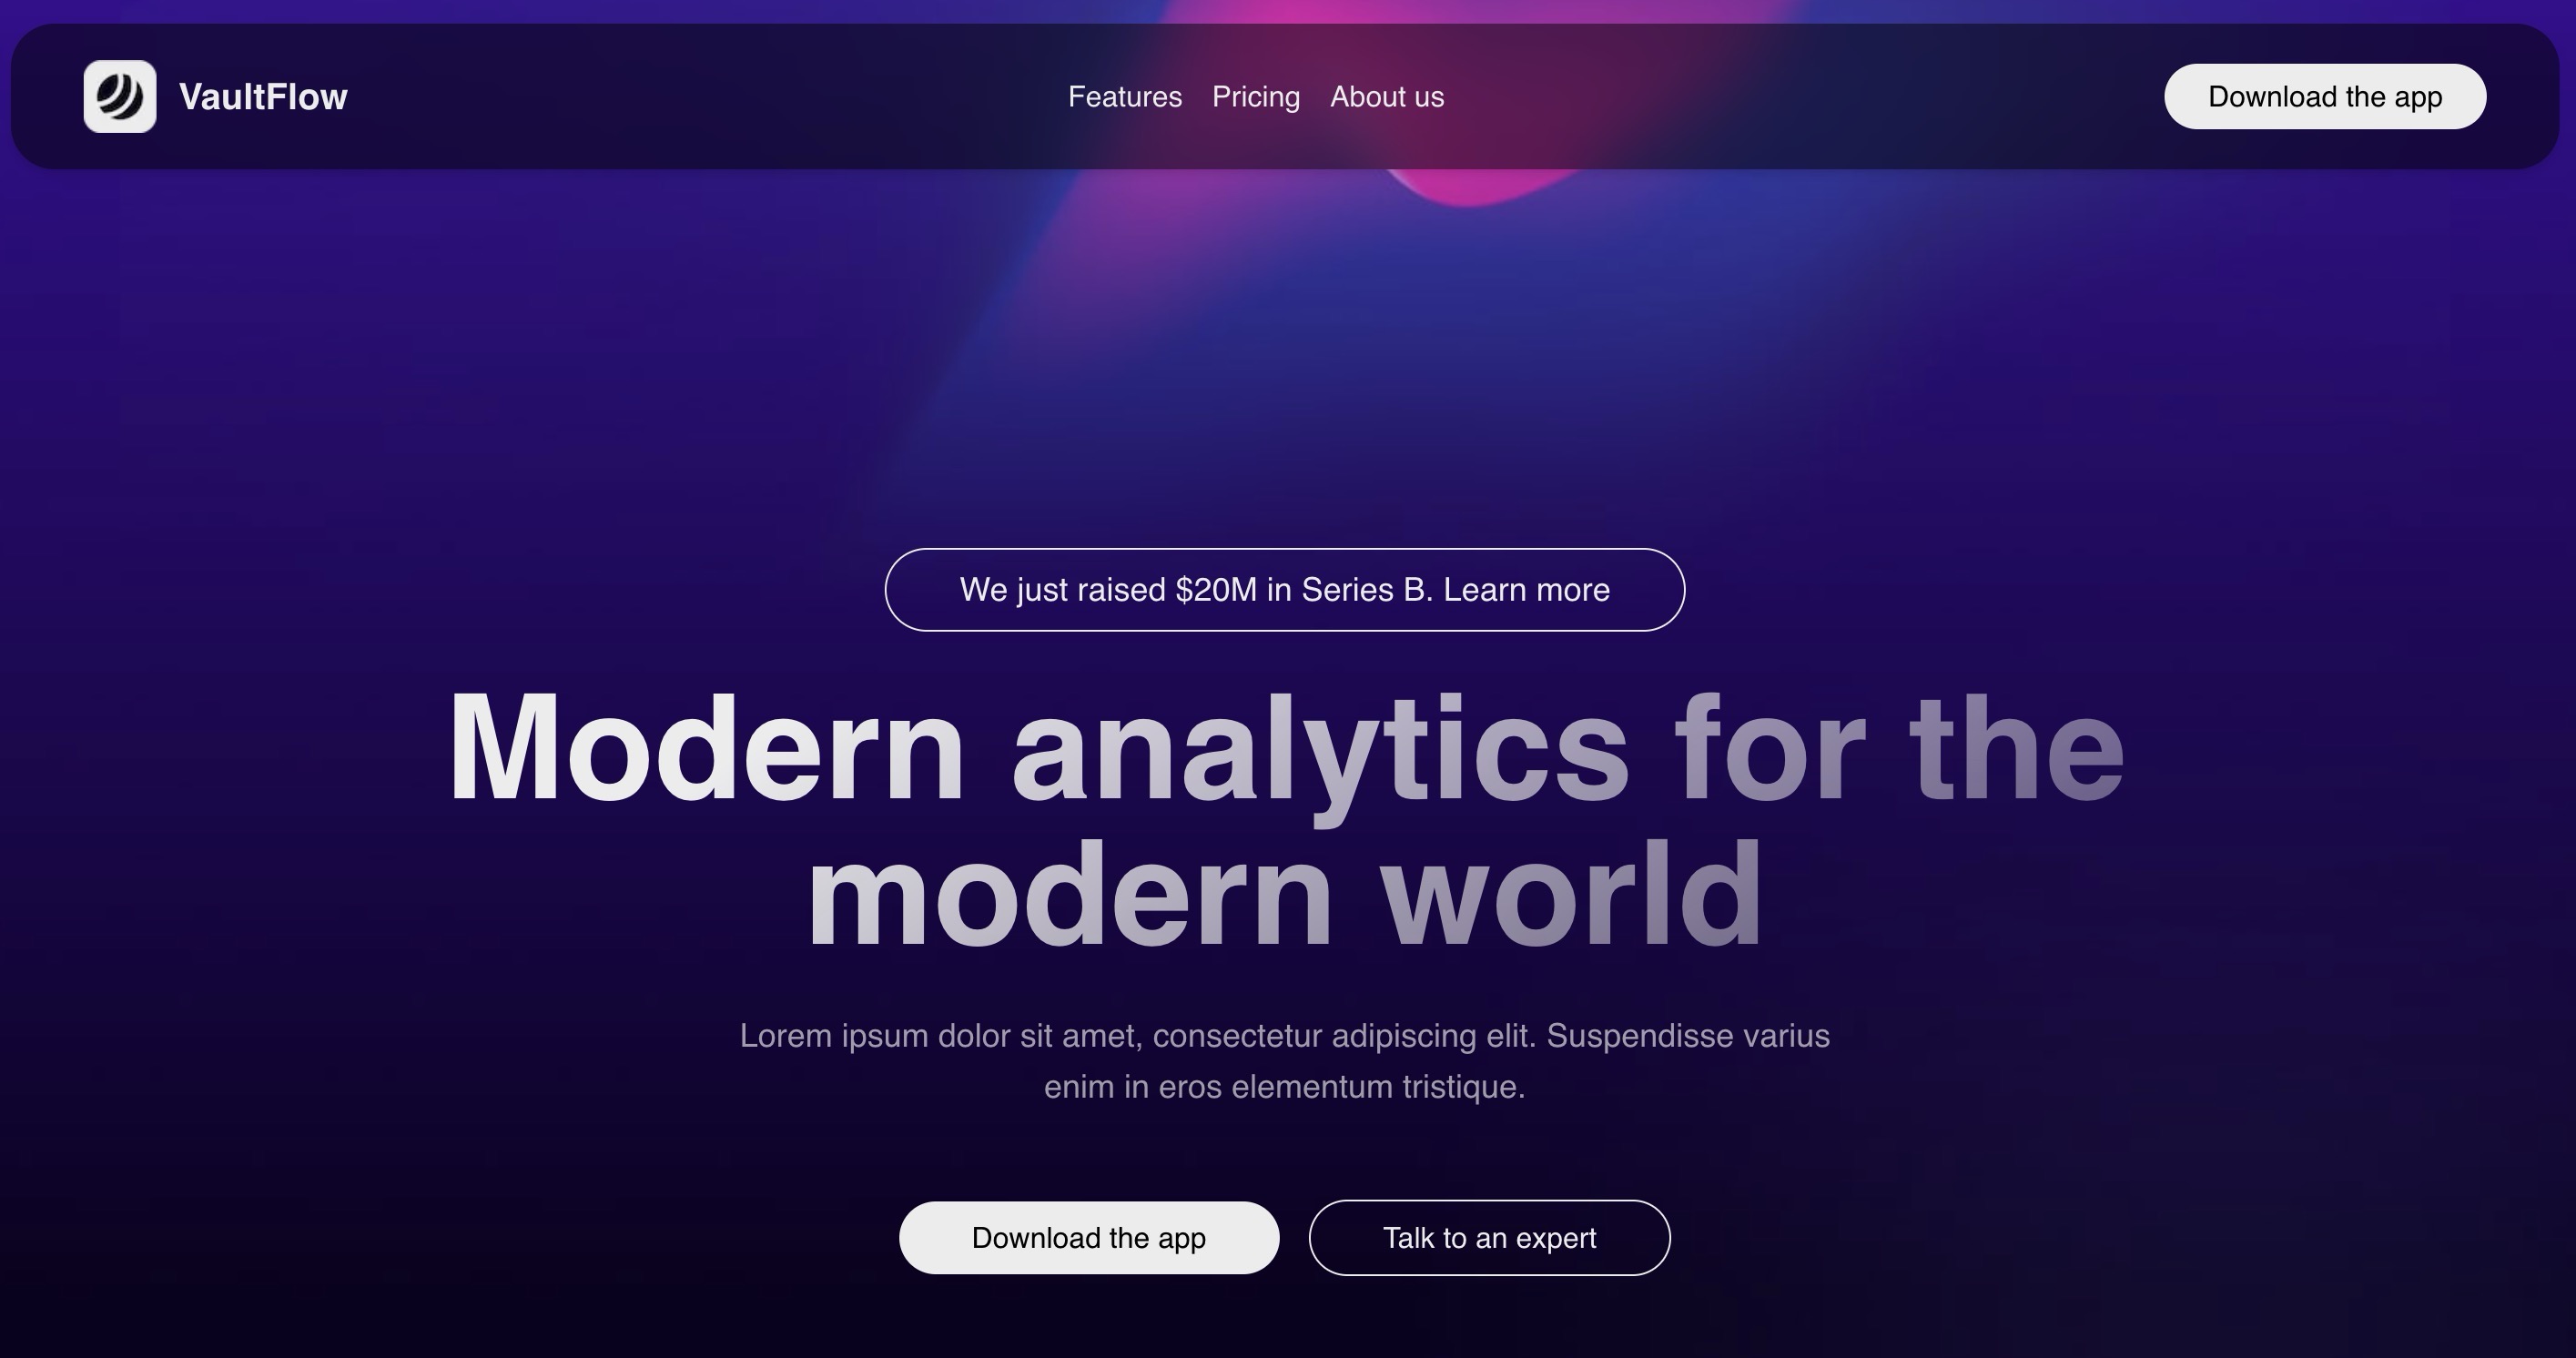 VaultFlow
Features
Pricing
About us
Download the app
We just raised $20M in Series B. Learn more
Modern analytics for the
modern world
Lorem ipsum dolor sit amet, consectetur adipiscing elit. Suspendisse varius
enim in eros elementum tristique.
Download the app
Talk to an expert